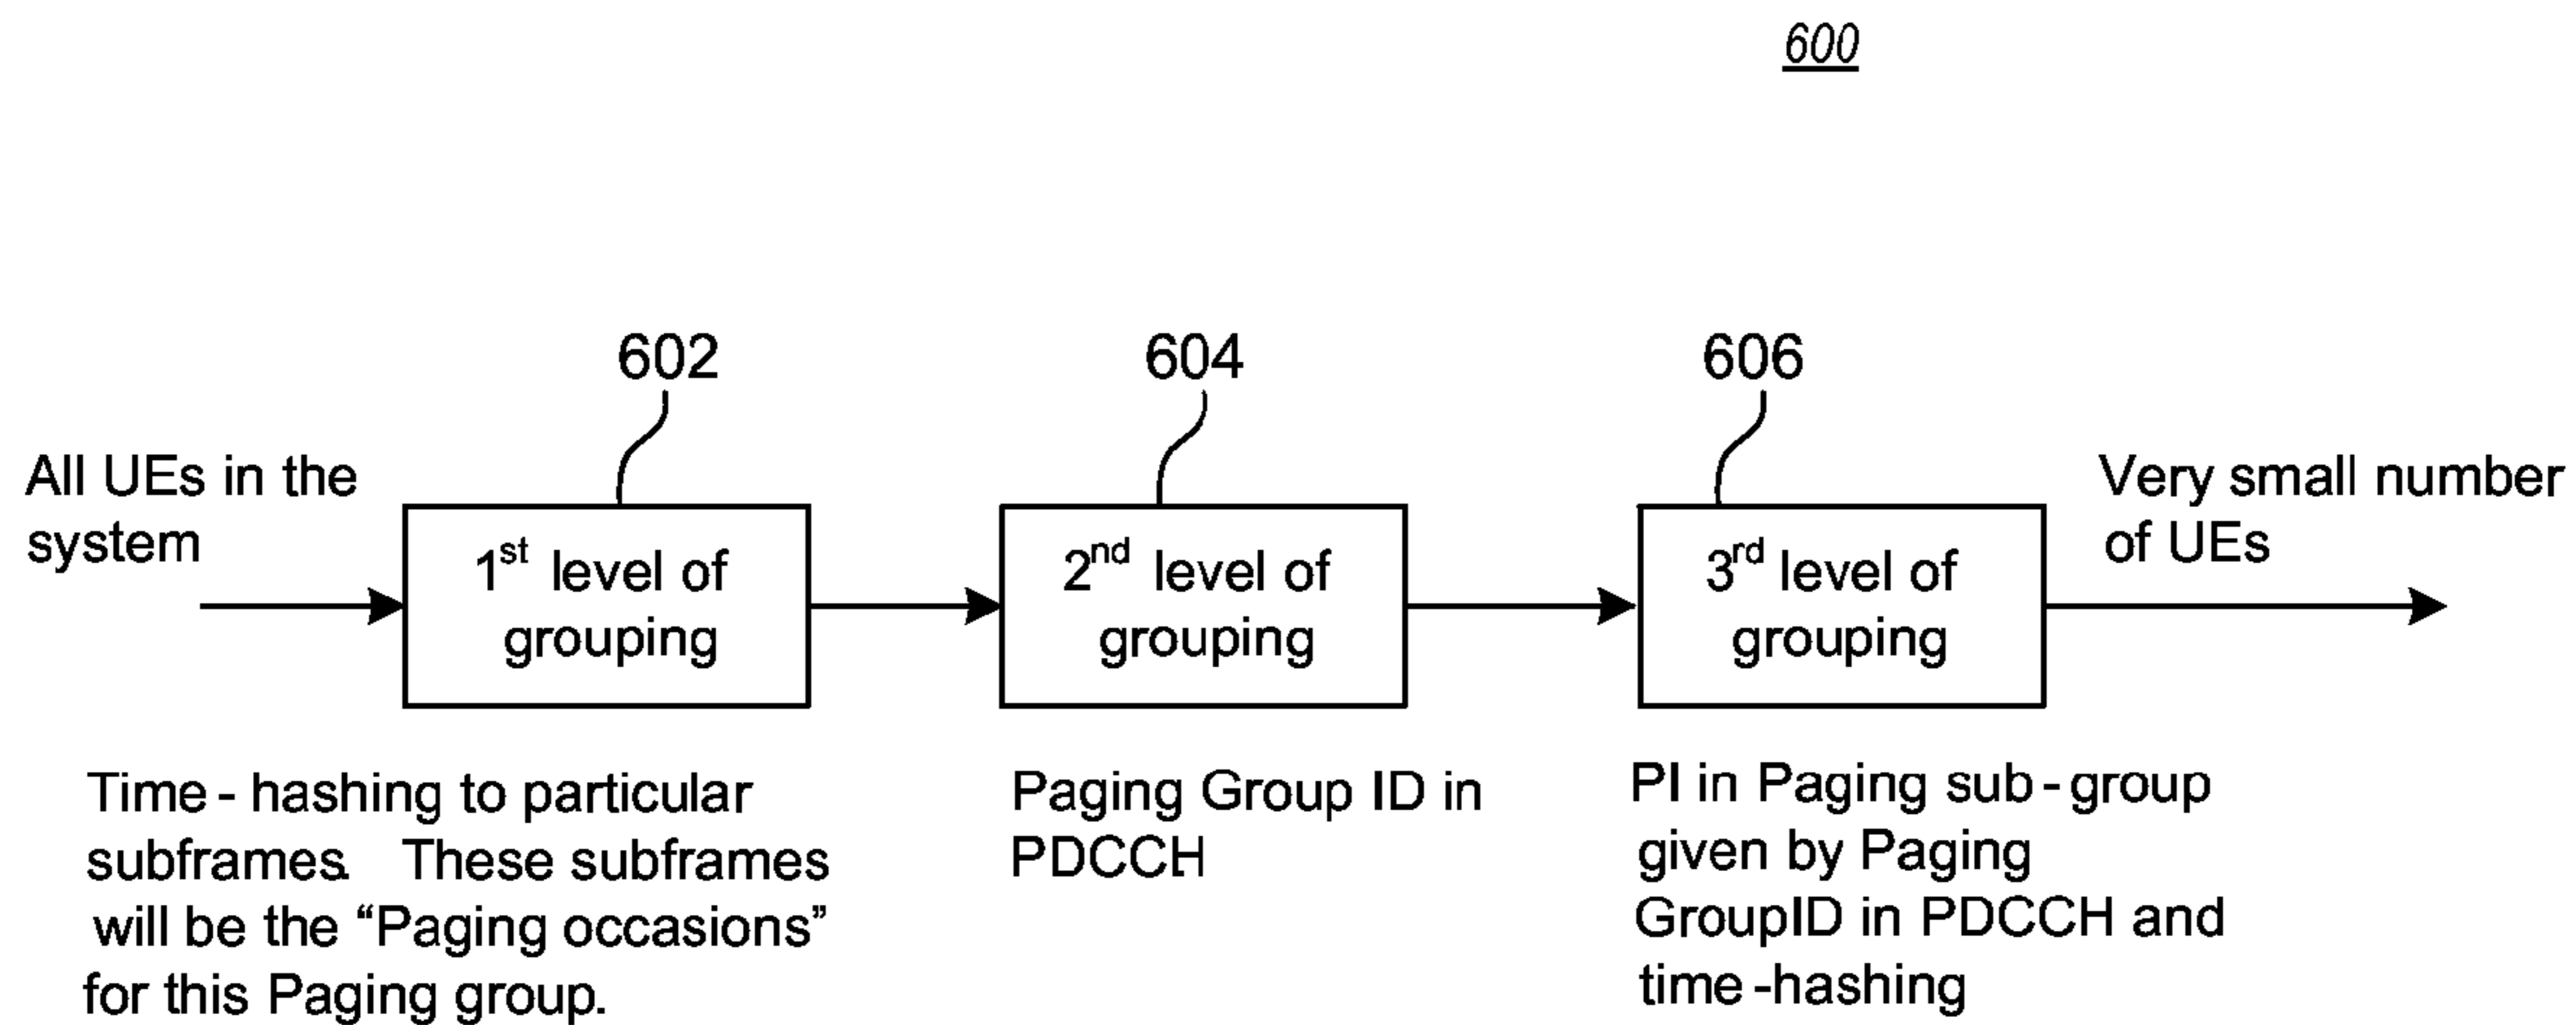 600
602
604
606
All UEs in the
system
1st level of
grouping
2nd level of
grouping
3rd level of
grouping
Very small number
of UEs
Time-hashing to particular
subframes. These subframes
will be the “Paging occasions”
for this Paging group.
Paging Group ID in
PDCCH
PI in Paging sub-group
given by Paging
GroupID in PDCCH and
time-hashing